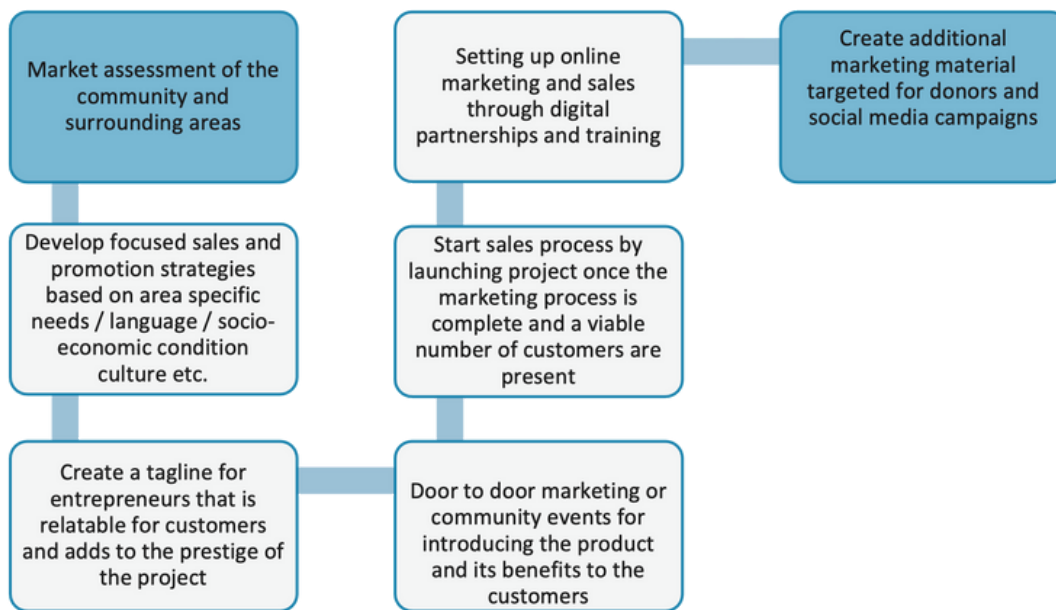 Market assessment of the
community and
surrounding areas
Develop focused sales and
promotion strategies
based on area specific
needs / language / socio-
economic condition
culture etc.
Create a tagline for
entrepreneurs that is
relatable for customers
and adds to the prestige of
the project
Door to door marketing or
community events for
introducing the product
and its benefits to the
customers
Start sales process by
launching project once the
marketing process is
complete and a viable
number of customers are
present
Setting up online
marketing and sales
through digital
partnerships and training
Create additional
marketing material
targeted for donors and
social media campaigns